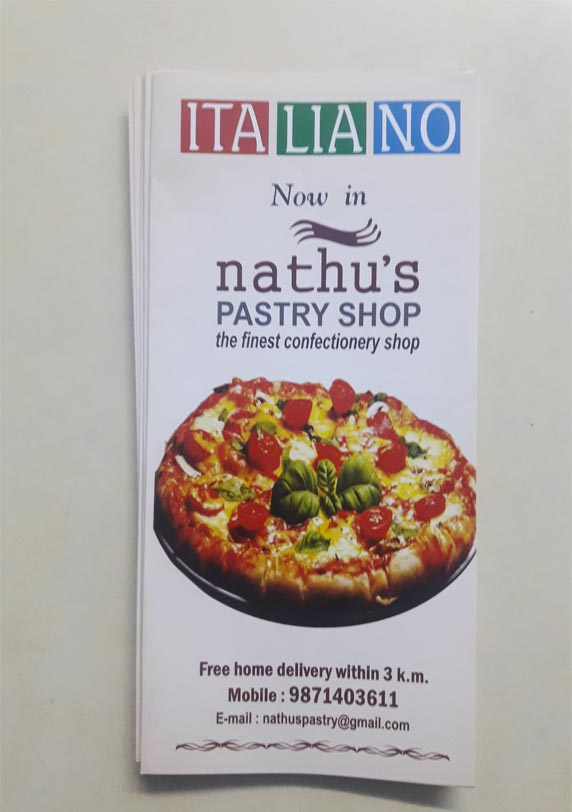 ITALIANO
Now in
nathu's
PASTRY SHOP
the finest confectionery shop
Free home delivery within 3 k.m.
Mobile : 9871403611
E-mail : nathuspastry@gmail.com